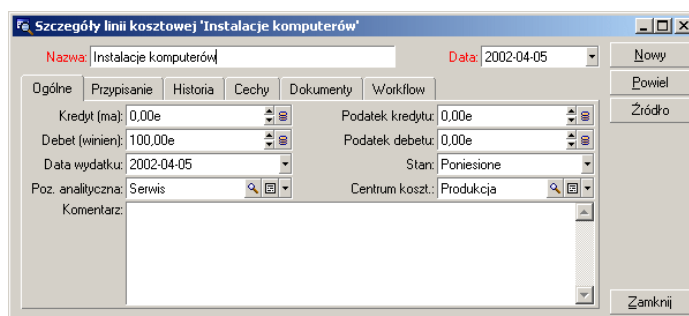 Szczegóły linii kosztowej 'Instalacje komputerów'
Nazwa: Instalacje komputerów Data: 2002-04-05 Nowy
Ogólne Przypisanie Historia Cechy Dokumenty Workflow Powiel
Kredyt (ma): 0,00e Podatek kredytu: 0,00e Źródło
Debet (winien): 100,00e Podatek debetu: 0,00e
Data wydatku: 2002-04-05 Stan: Poniesione
Poz. analityczna: Serwis Centrum koszt.: Produkcja
Komentarz:
Zamknij